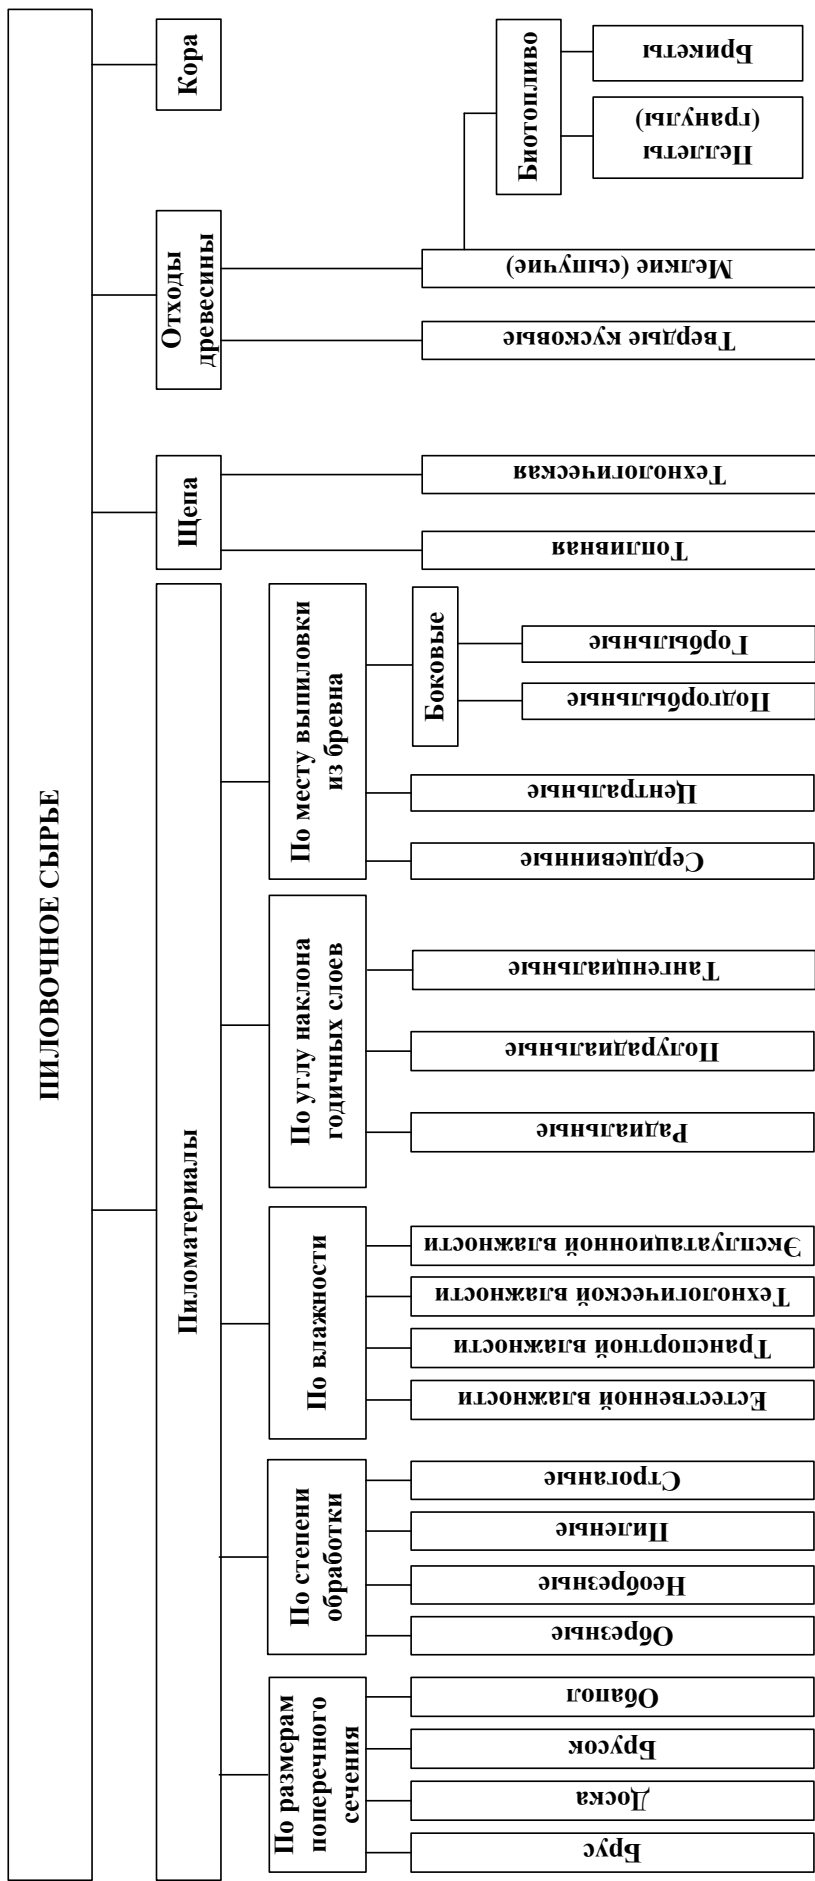 ПИЛОВОЧНОЕ СЫРЬЕ
Пиломатериалы
Щепа
Отходы
древесины
Кора
По размерам
поперечного
сечения
По степени
обработки
По влажности
По углу наклона
годичных слоев
По месту выпиловки
из бревна
Брус
Доска
Брусок
Обапол
Обрезные
Необрезные
Пиленые
Строганые
Естественной влажности
Транспортной влажности
Технологической влажности
Эксплуатационной влажности
Радиальные
Полурадиальные
Тангенциальные
Сердцевинные
Центральные
Боковые
Подгорбыльные
Горбыльные
Топливная
Технологическая
Твердые кусковые
Мелкие (сыпучие)
Биотопливо
Пеллеты
(гранулы)
Брикеты